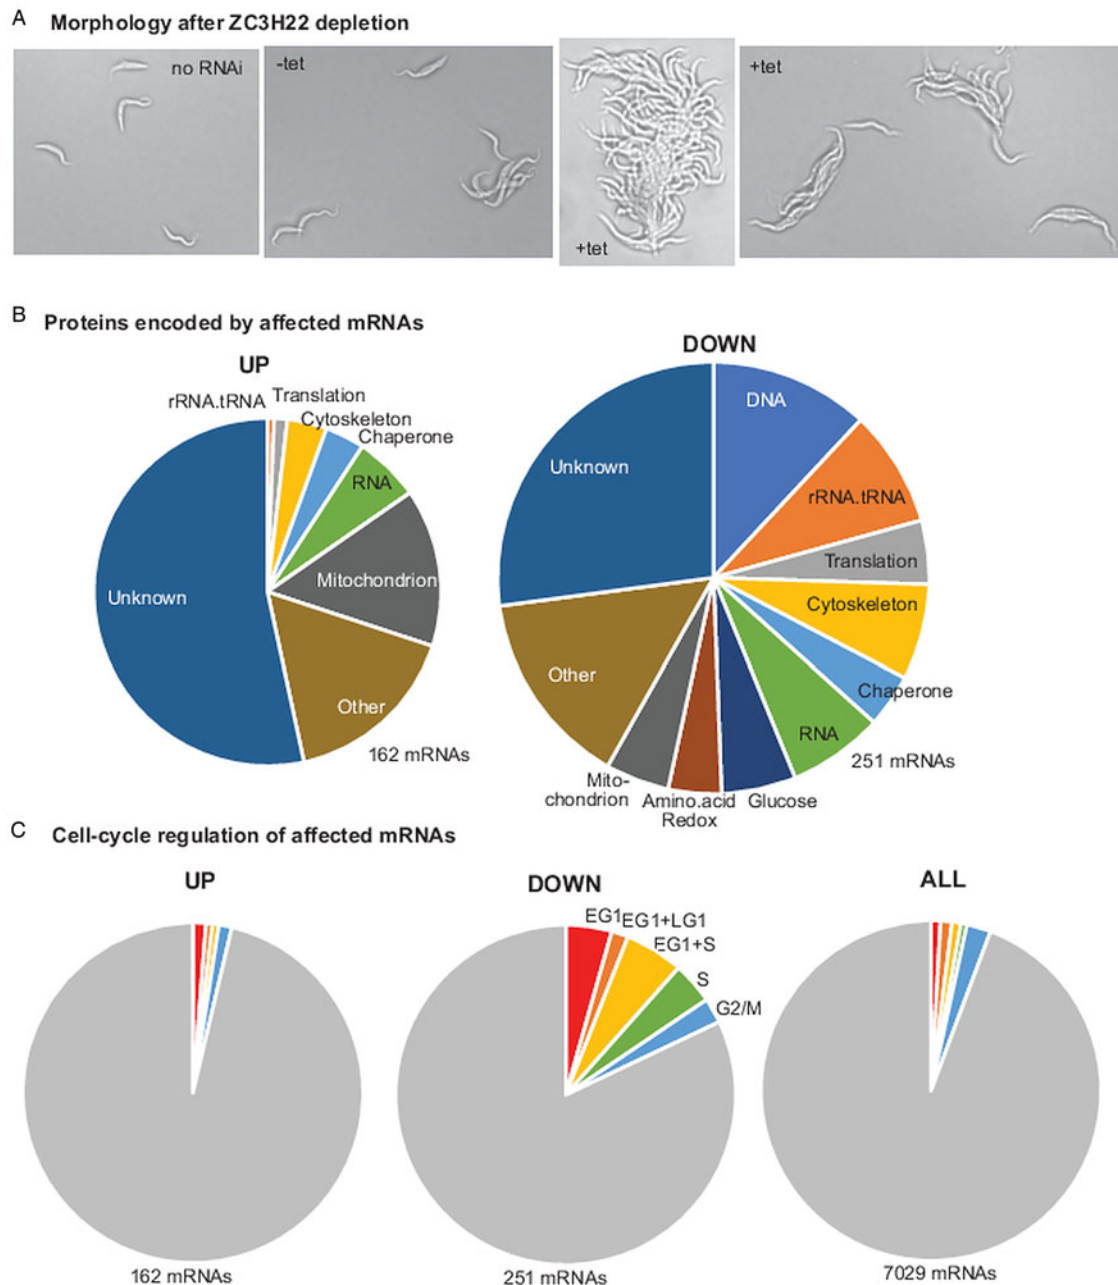 A Morphology after ZC3H22 depletion
no RNAi
-tet
+tet
+tet
B Proteins encoded by affected mRNAs
UP
rRNA.tRNA
Translation
Cytoskeleton
Chaperone
RNA
Mitochondrion
Unknown
Other
162 mRNAs
DOWN
DNA
Unknown
rRNA.tRNA
Translation
Cytoskeleton
Chaperone
Other
RNA
251 mRNAs
Mito-
chondrion
Amino.acid
Redox
Glucose
C Cell-cycle regulation of affected mRNAs
UP
162 mRNAs
DOWN
EG1
EG1+LG1
EG1+S
S
G2/M
251 mRNAs
ALL
7029 mRNAs